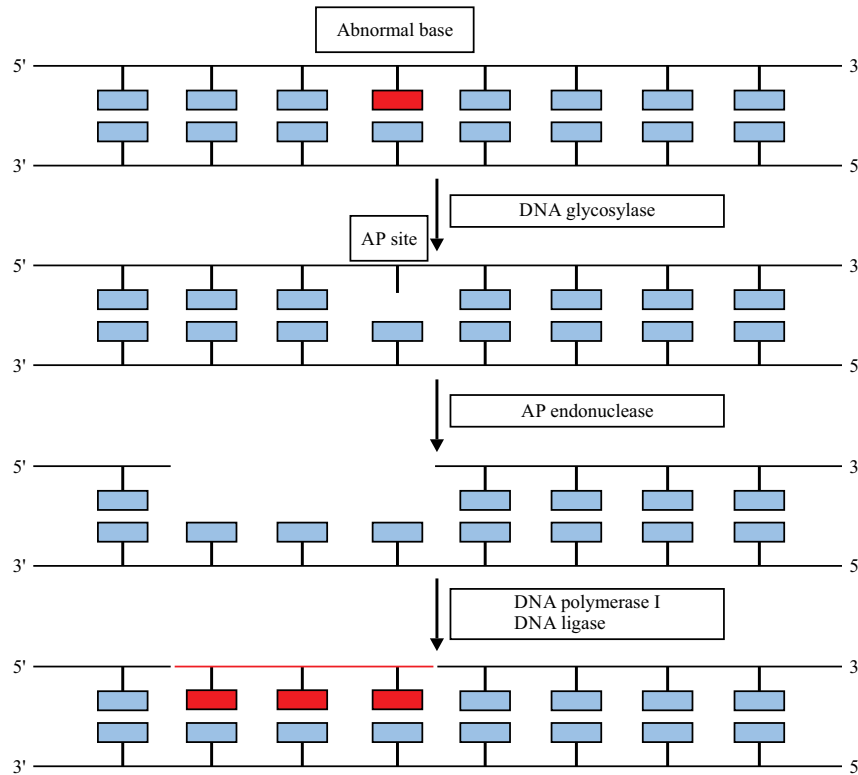 Abnormal base
5' 3
3' 5
DNA glycosylase
AP site
5' 3
3' 5
AP endonuclease
5' 3
3' 5
DNA polymerase I
DNA ligase
5' 3
3' 5